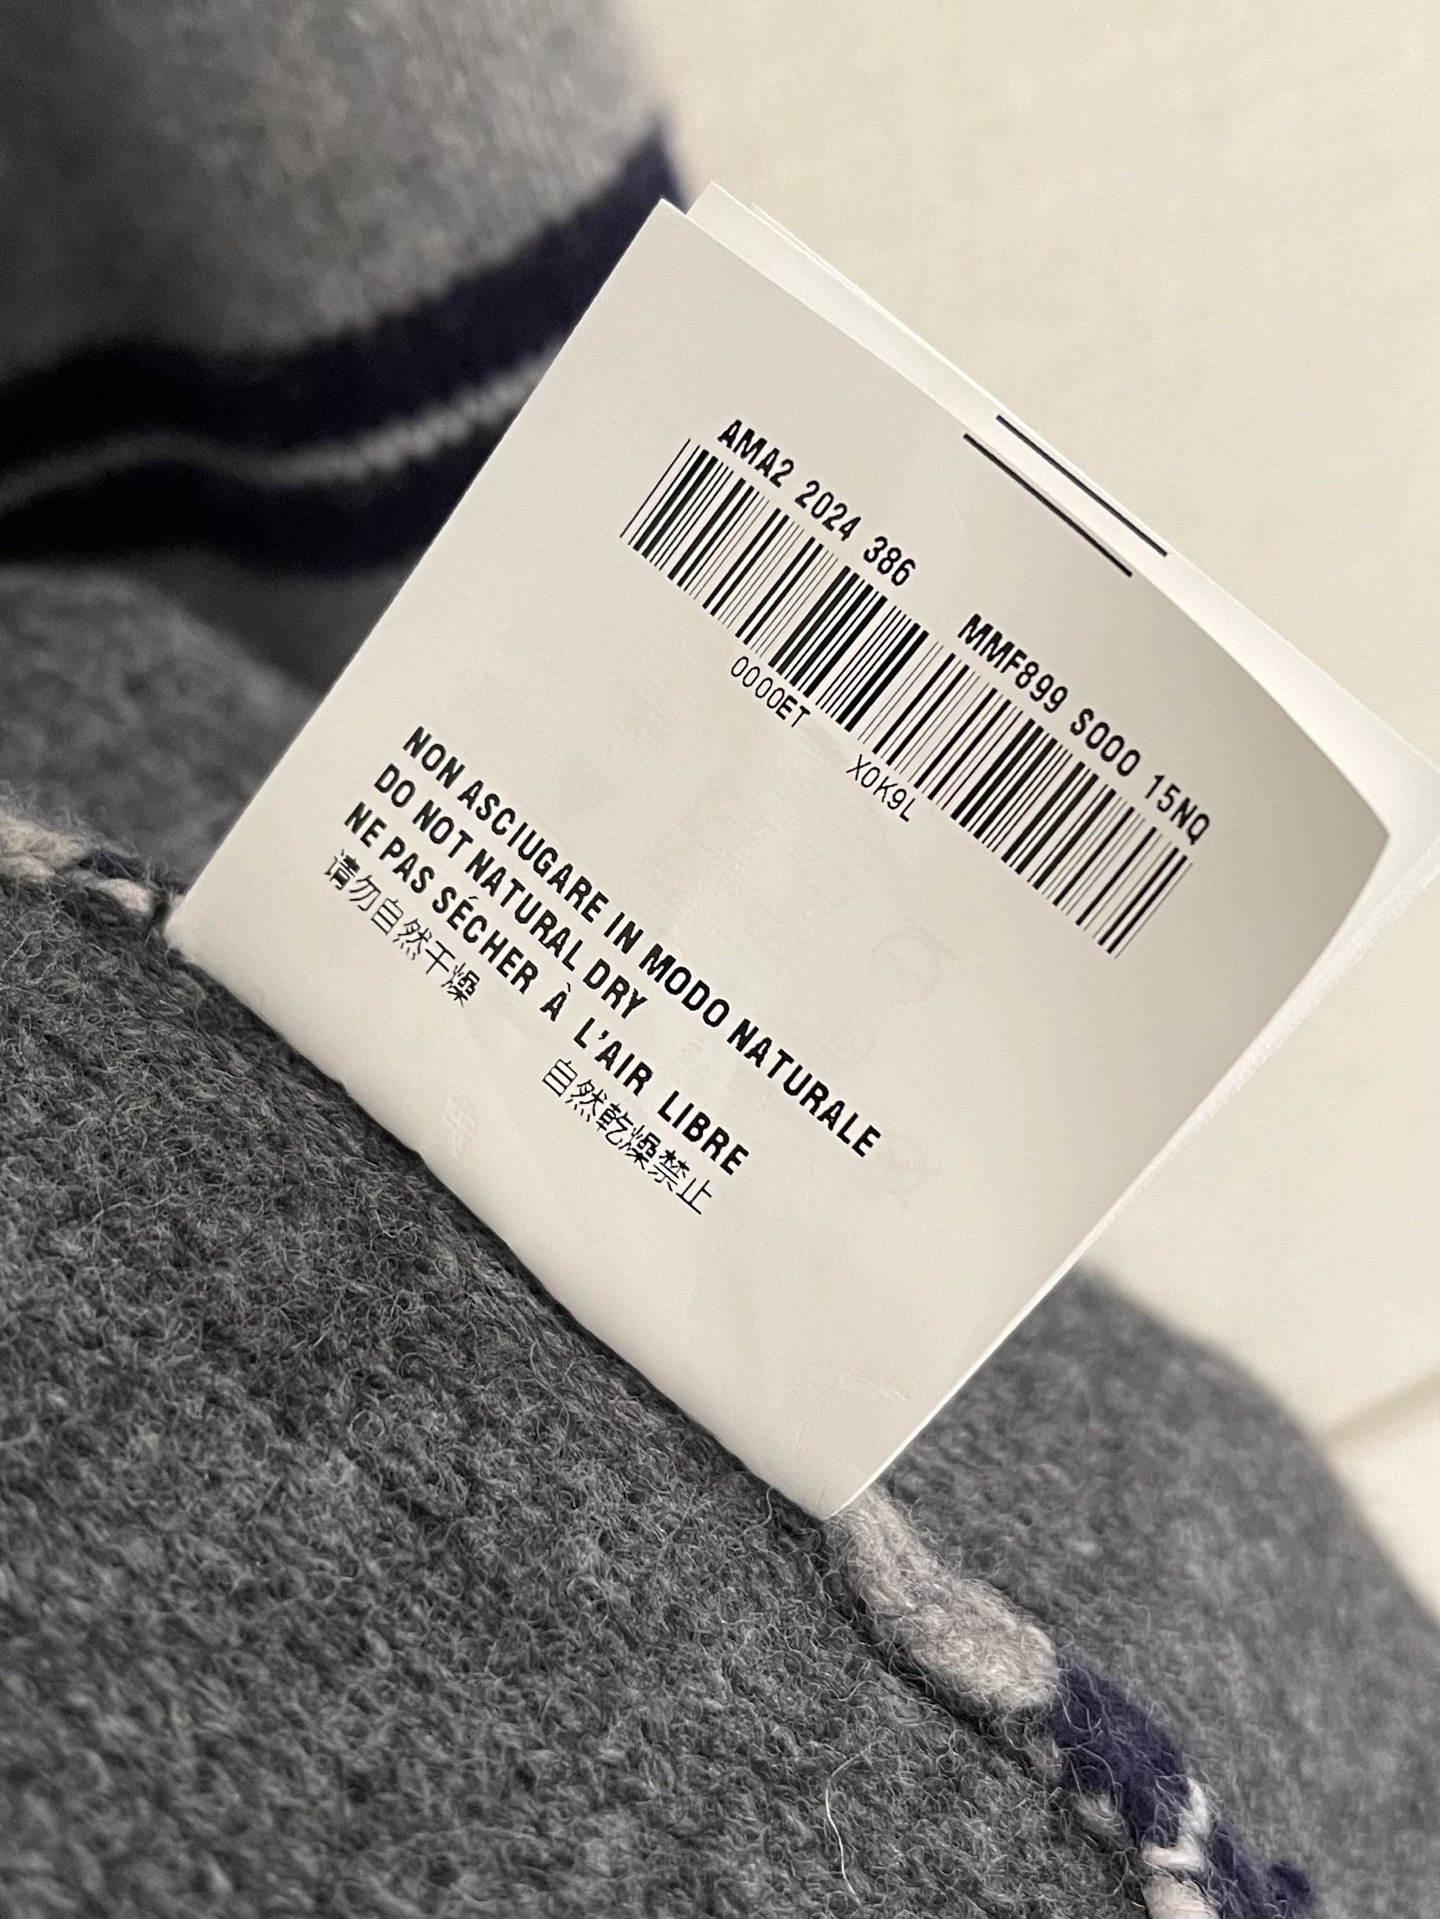 AMA2 2024 386 MMF899 S000 15NQ
0000ET X0K9L
NON ASCIUGARE IN MODO NATURALE
DO NOT NATURAL DRY
NE PAS SÉCHER À L'AIR LIBRE
请勿自然干燥 自然乾燥禁止